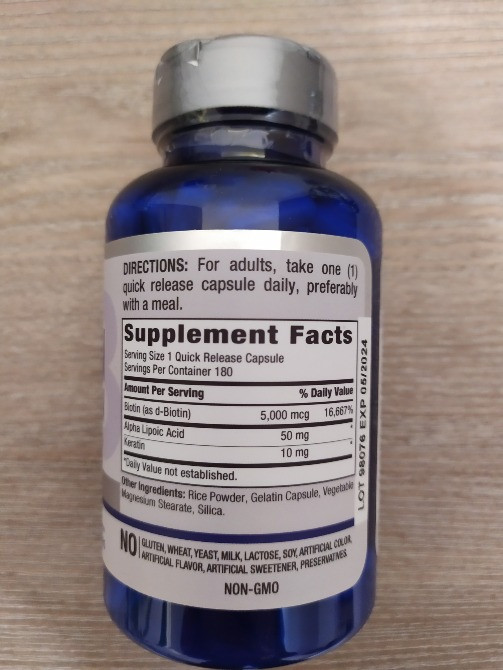 DIRECTIONS: For adults, take one (1)
quick release capsule daily, preferably
with a meal.
Supplement Facts
Serving Size 1 Quick Release Capsule
Servings Per Container 180
Amount Per Serving % Daily Value
Biotin (as d-Biotin) 5,000 mcg 16,667%
Alpha Lipoic Acid 50 mg *
Keratin 10 mg *
*Daily Value not established.
Other Ingredients: Rice Powder, Gelatin Capsule, Vegetable
Magnesium Stearate, Silica.
NO GLUTEN, WHEAT, YEAST, MILK, LACTOSE, SOY, ARTIFICIAL COLOR,
ARTIFICIAL FLAVOR, ARTIFICIAL SWEETENER, PRESERVATIVES.
NON-GMO
LOT 98076 EXP 05/2024